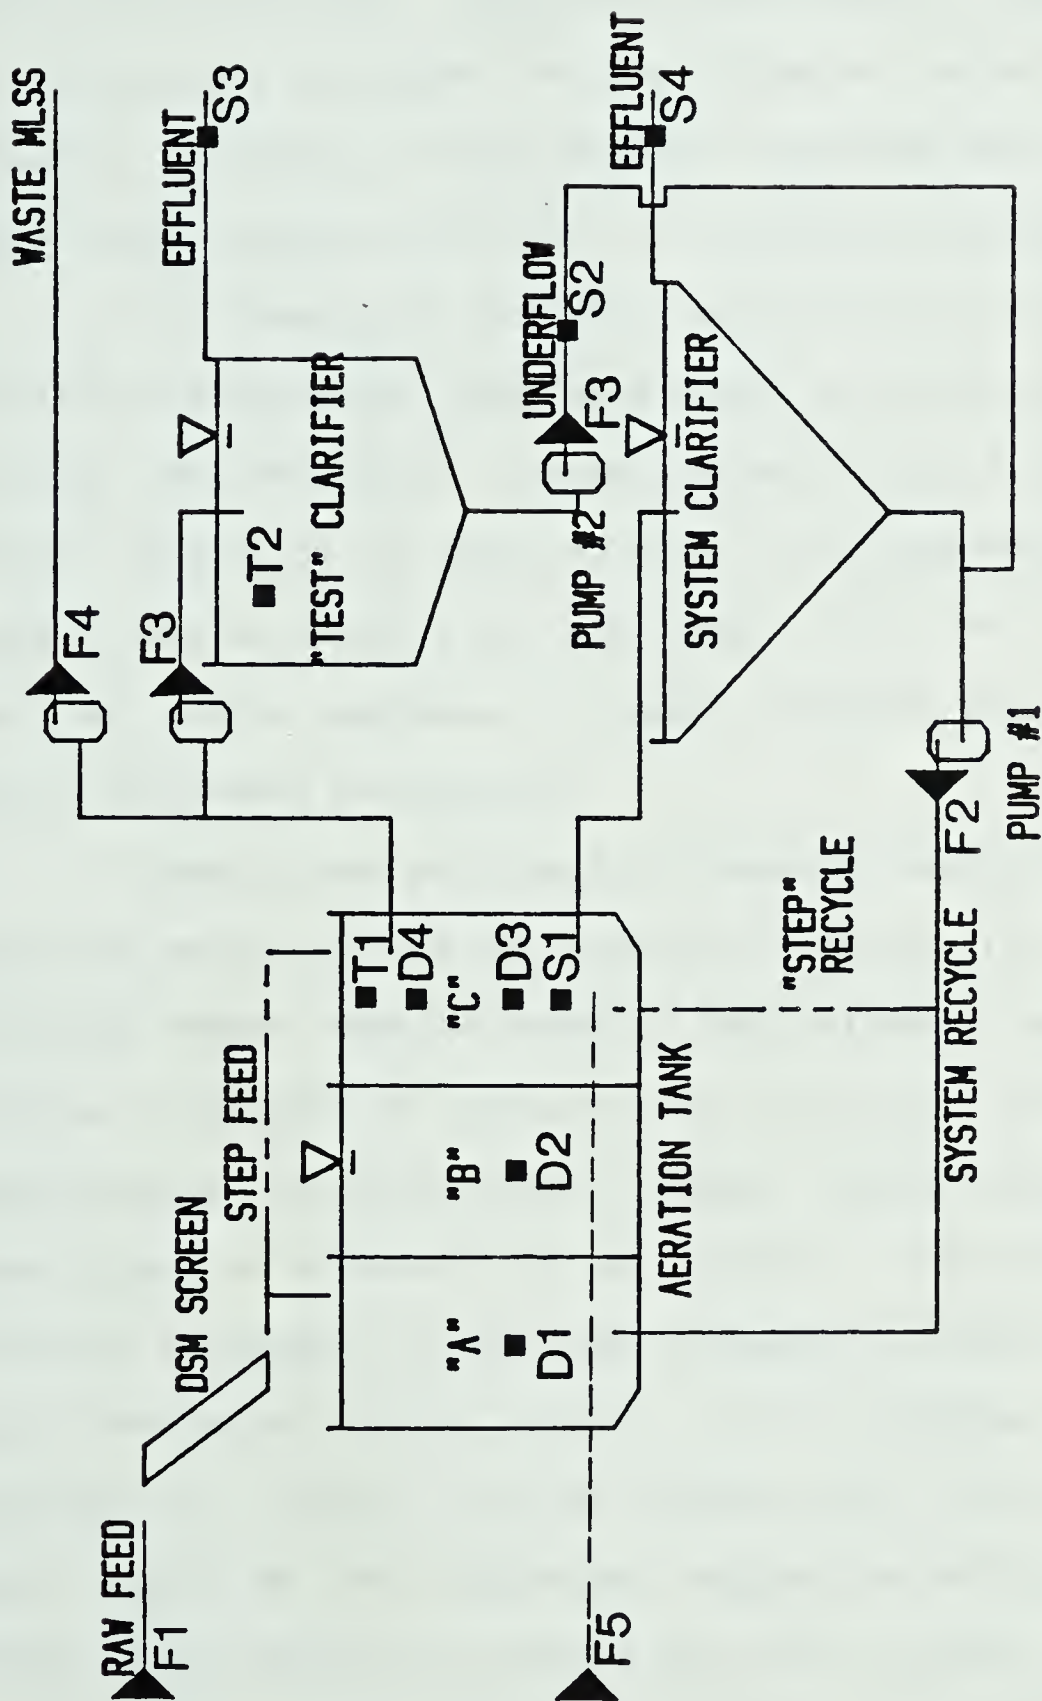 RAW FEED
F1
DSM SCREEN
STEP FEED
F4
WASTE MLSS
F3
EFFLUENT
S3
T2
"TEST" CLARIFIER
T1
D4
"A"
"B"
"C"
D1
D2
D3
S1
F5
AERATION TANK
PUMP #2
UNDERFLOW
F3
S2
EFFLUENT
S4
SYSTEM CLARIFIER
"STEP"
RECYCLE
SYSTEM RECYCLE
F2
PUMP #1